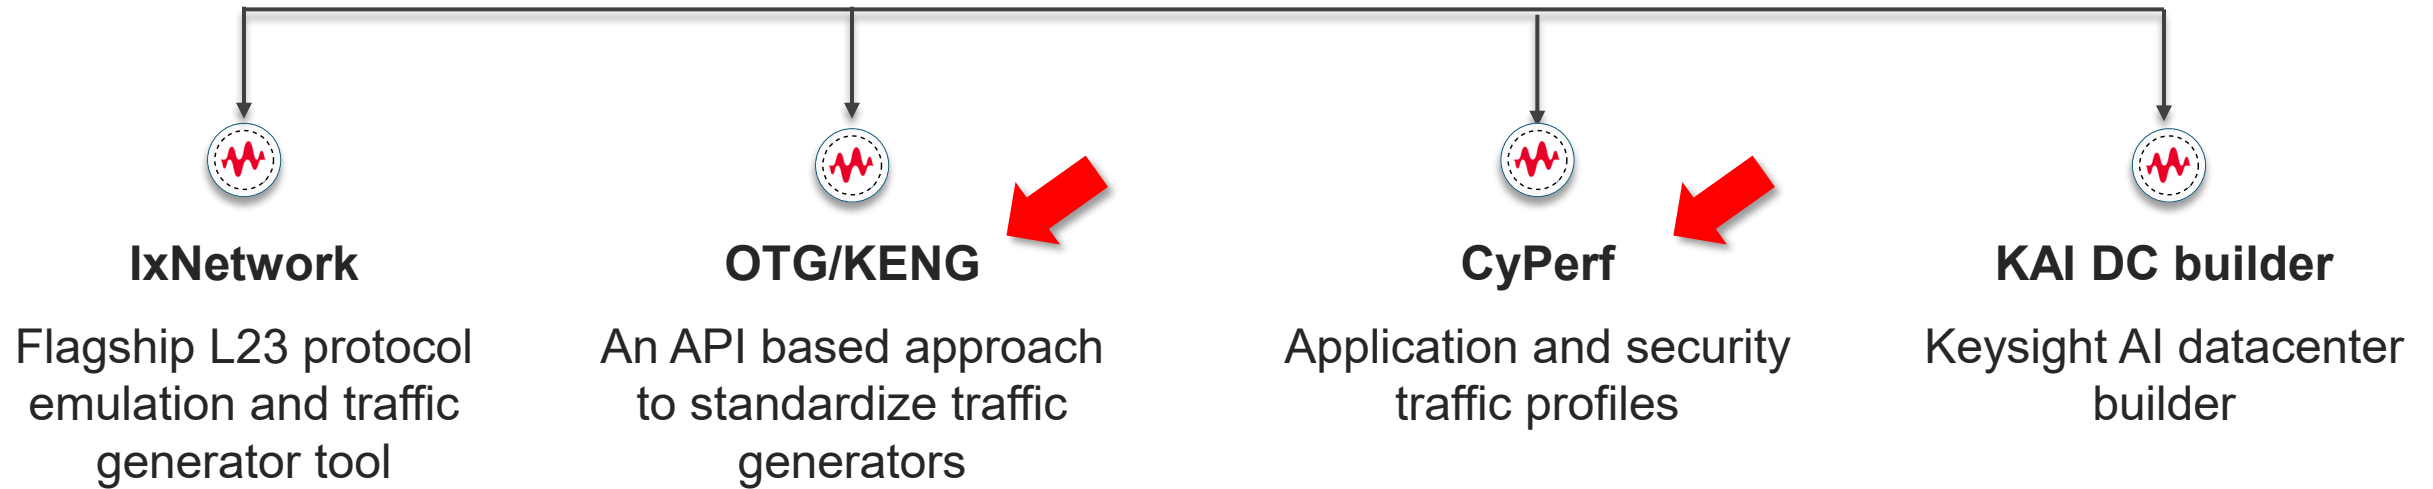 IxNetwork
Flagship L23 protocol
emulation and traffic
generator tool
OTG/KENG
An API based approach
to standardize traffic
generators
CyPerf
Application and security
traffic profiles
KAI DC builder
Keysight AI datacenter
builder